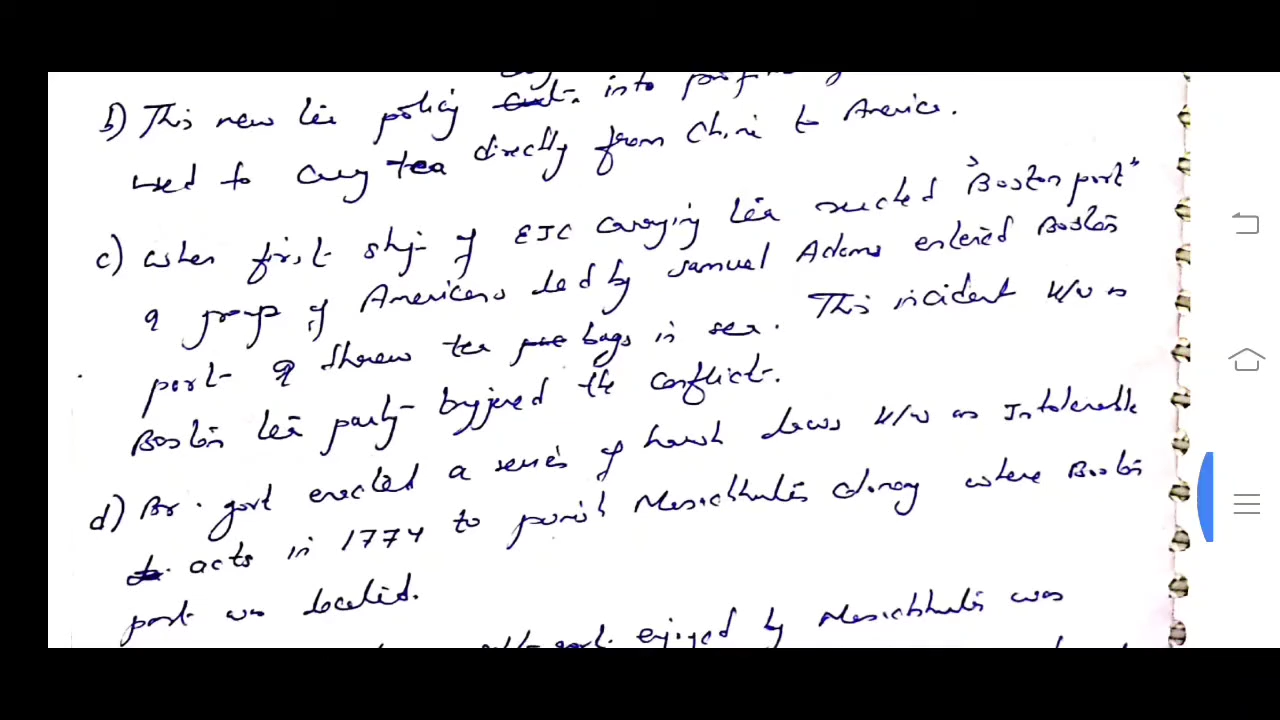 b) This new tea policy into
used to carry tea directly from China to America.
c) When first ship of EIC carrying tea reached "Boston port"
a group of Americans led by Samuel Adams entered Boston
port & threw tea bags in sea. This incident k/w as
Boston tea party triggered the conflict.
d) Br. govt enacted a series of harsh laws k/w as Intolerable
acts in 1774 to punish Massichhutes colony where Boston
port was located.
govt. enjoyed by Massichhutes was